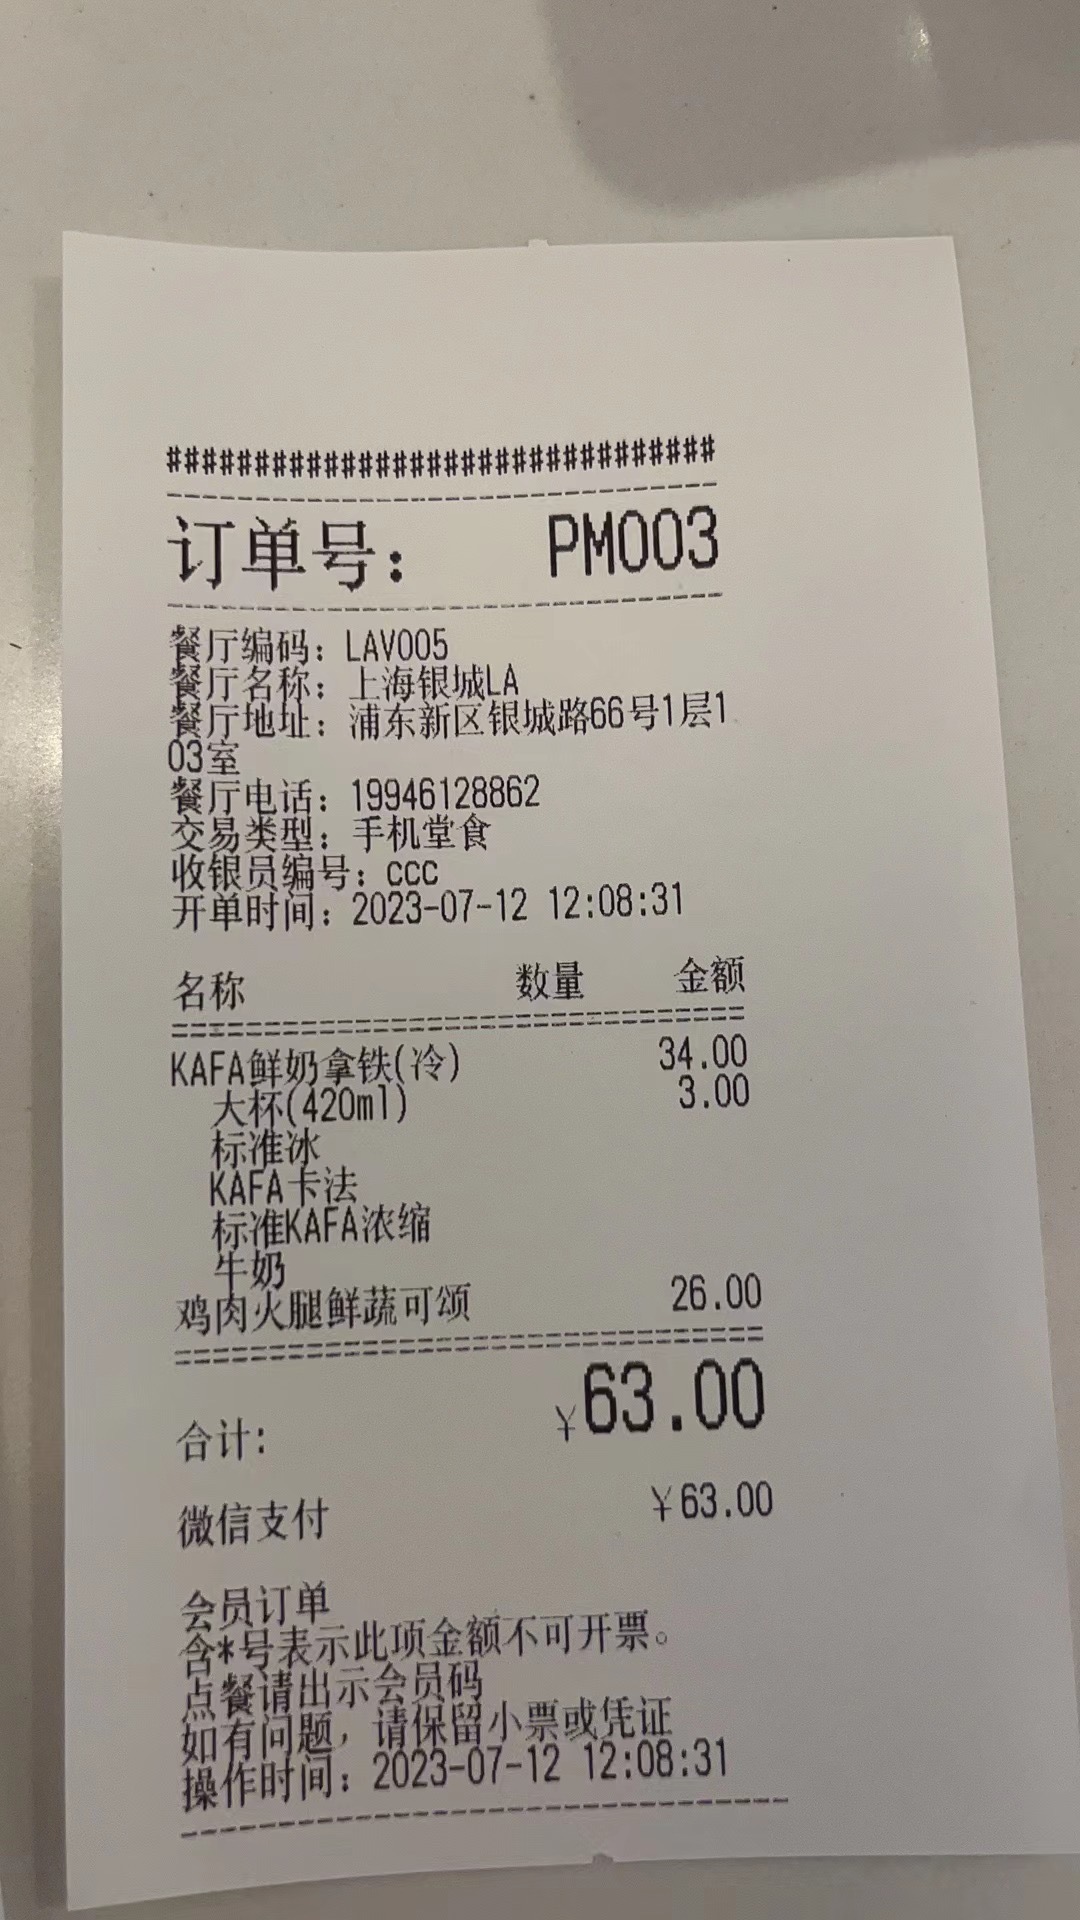 ################################
订单号: PM003
餐厅编码: LAV005
餐厅名称: 上海银城LA
餐厅地址: 浦东新区银城路66号1层1
03室
餐厅电话: 19946128862
交易类型: 手机堂食
收银员编号: ccc
开单时间: 2023-07-12 12:08:31
名称 数量 金额
KAFA鲜奶拿铁(冷) 34.00
大杯(420ml) 3.00
标准冰
KAFA卡法
标准KAFA浓缩
牛奶
鸡肉火腿鲜蔬可颂 26.00
合计: ¥63.00
微信支付 ¥63.00
会员订单
含*号表示此项金额不可开票。
点餐请出示会员码
如有问题，请保留小票或凭证
操作时间: 2023-07-12 12:08:31